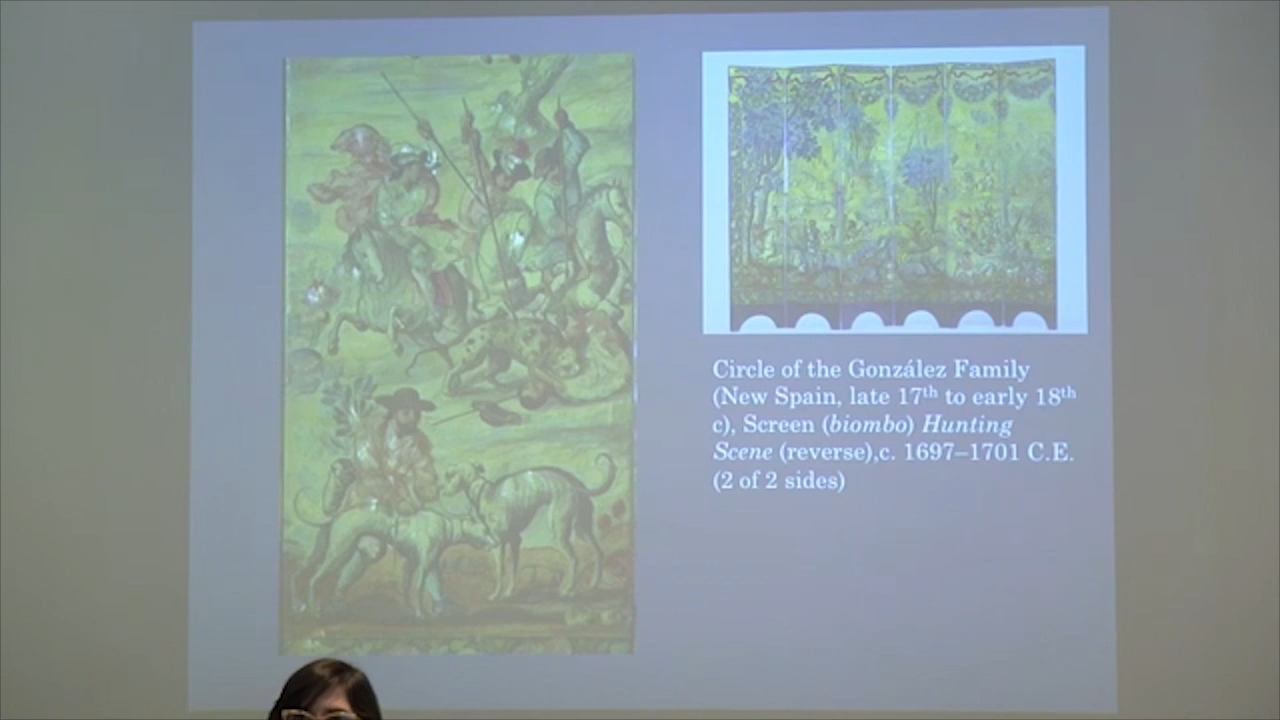 Circle of the González Family
(New Spain, late 17th to early 18th
c), Screen (biombo) Hunting
Scene (reverse),c. 1697–1701 C.E.
(2 of 2 sides)